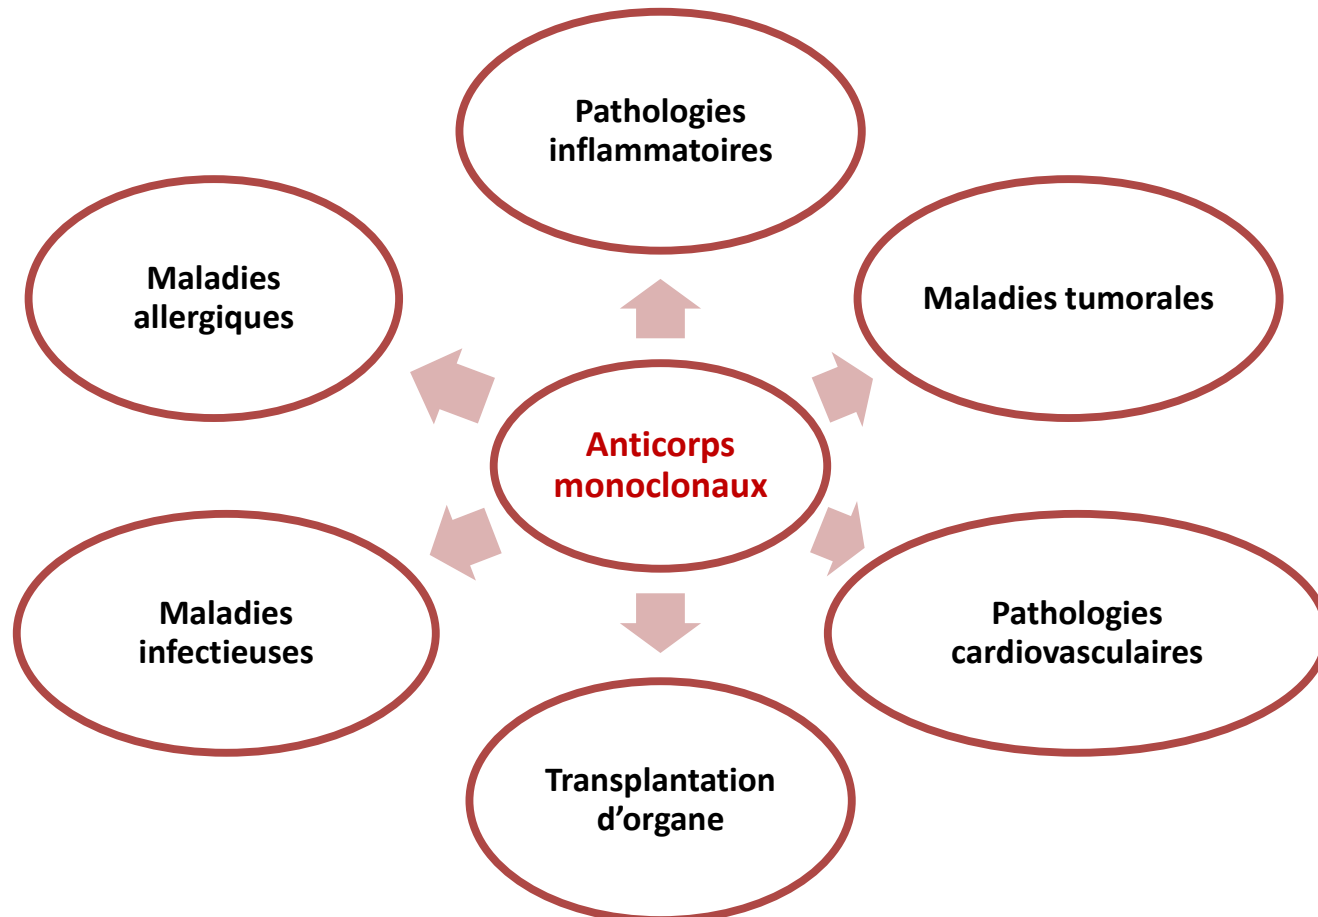 Pathologies
inflammatoires
Maladies
allergiques
Maladies tumorales
Anticorps
monoclonaux
Maladies
infectieuses
Pathologies
cardiovasculaires
Transplantation
d’organe